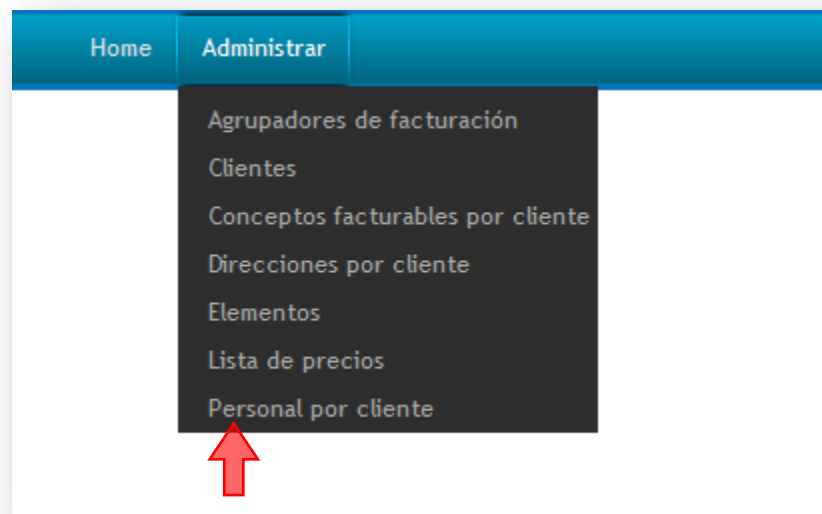 Home Administrar
Agrupadores de facturación
Clientes
Conceptos facturables por cliente
Direcciones por cliente
Elementos
Lista de precios
Personal por cliente